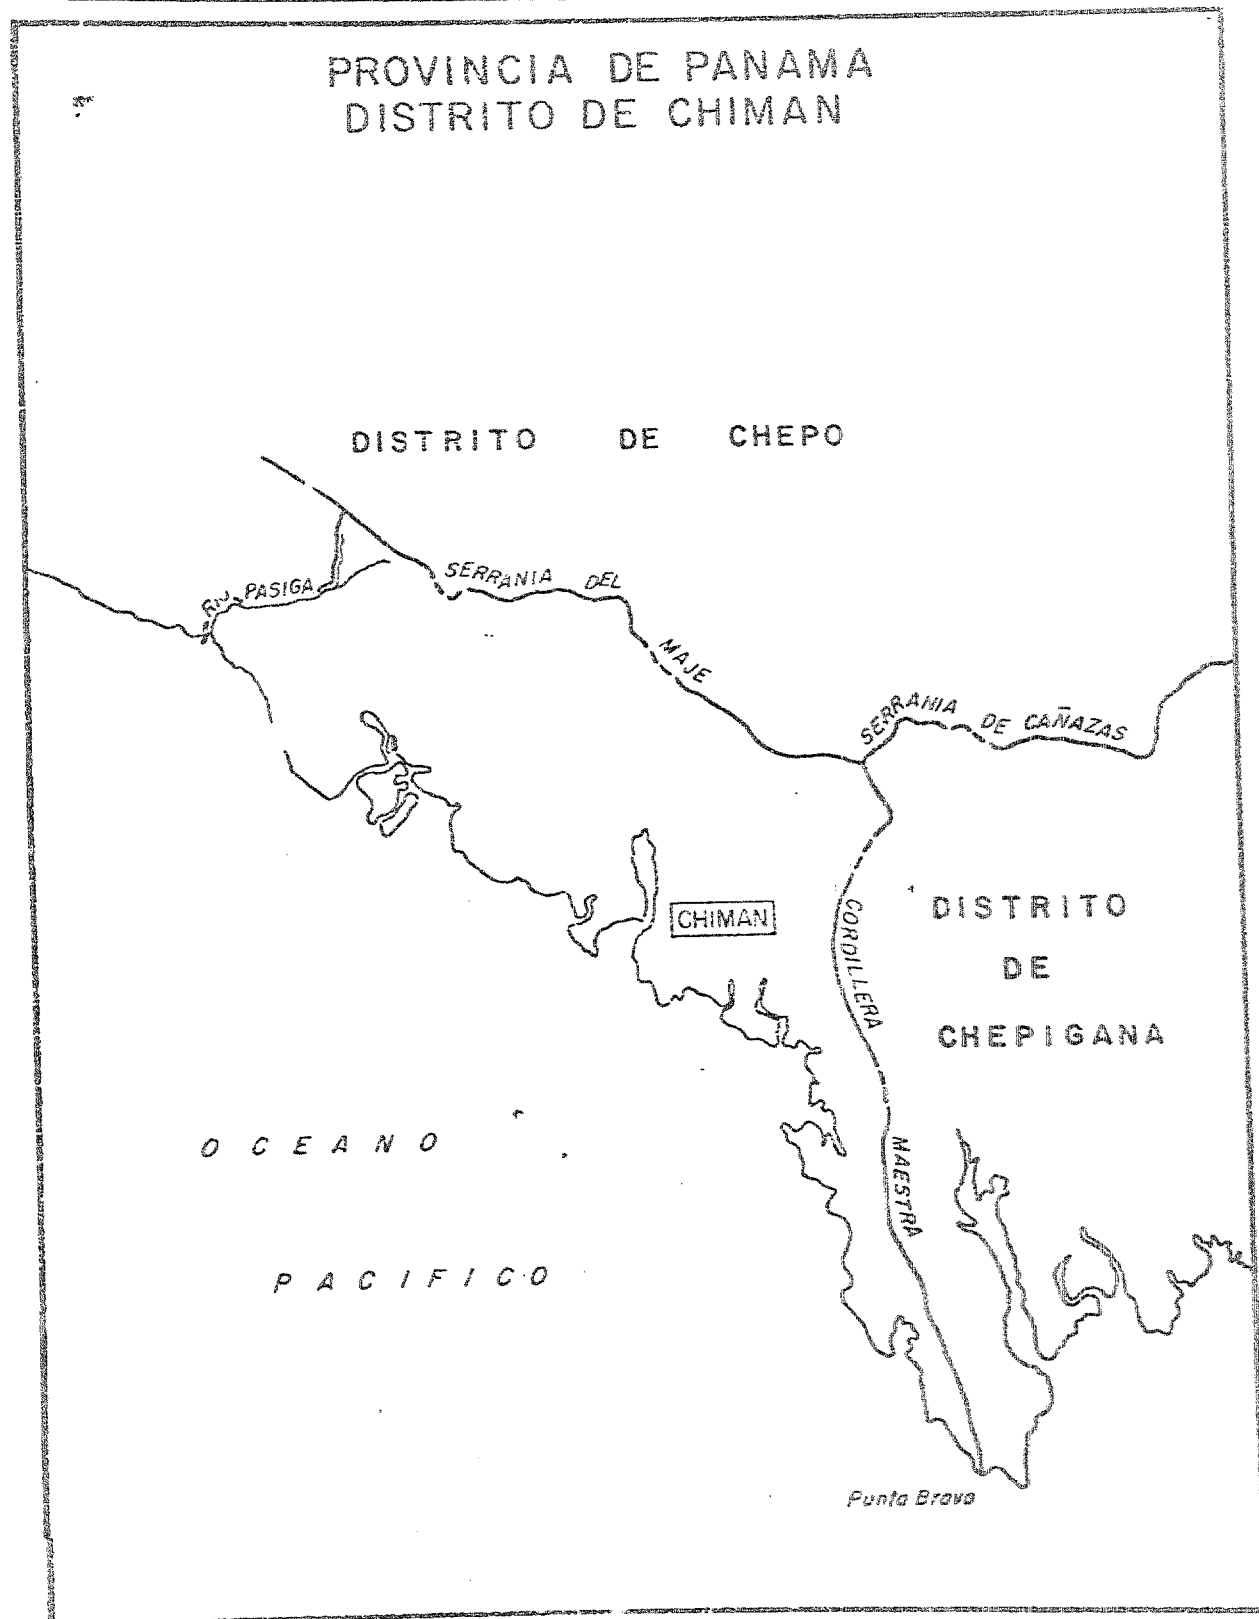 PROVINCIA DE PANAMA
DISTRITO DE CHIMAN
DISTRITO DE CHEPO
RIO PASIGA
SERRANIA DEL
MAJE
SERRANIA DE CAÑAZAS
CHIMAN
CORDILLERA
MAESTRA
DISTRITO
DE
CHEPIGANA
OCEANO
PACIFICO
Punta Brava